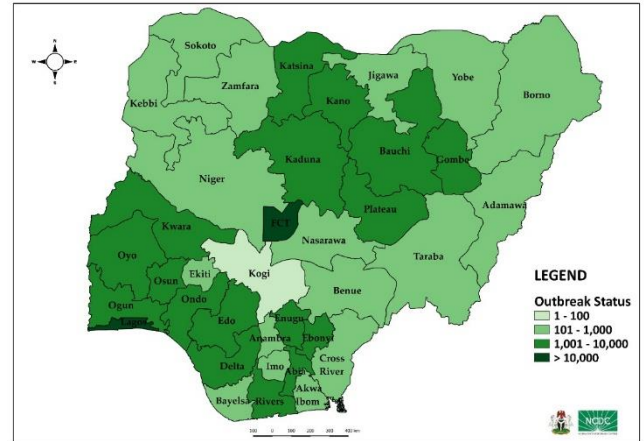 N
W E
S
Sokoto
Katsina
Zamfara
Jigawa
Yobe
Borno
Kebbi
Kano
Kaduna
Bauchi
Gombe
Niger
Adamawa
Plateau
FCT
Kwara
Nasarawa
Oyo
Taraba
Kogi
Ekiti
Osun
Benue
Ogun
Ondo
Lagos
Edo
Enugu
Anambra
Ebonyi
Delta
Imo
Abia
Cross
River
Akwa
Ibom
Bayelsa
Rivers
LEGEND
Outbreak Status
1 - 100
101 - 1,000
1,001 - 10,000
> 10,000
NCDC